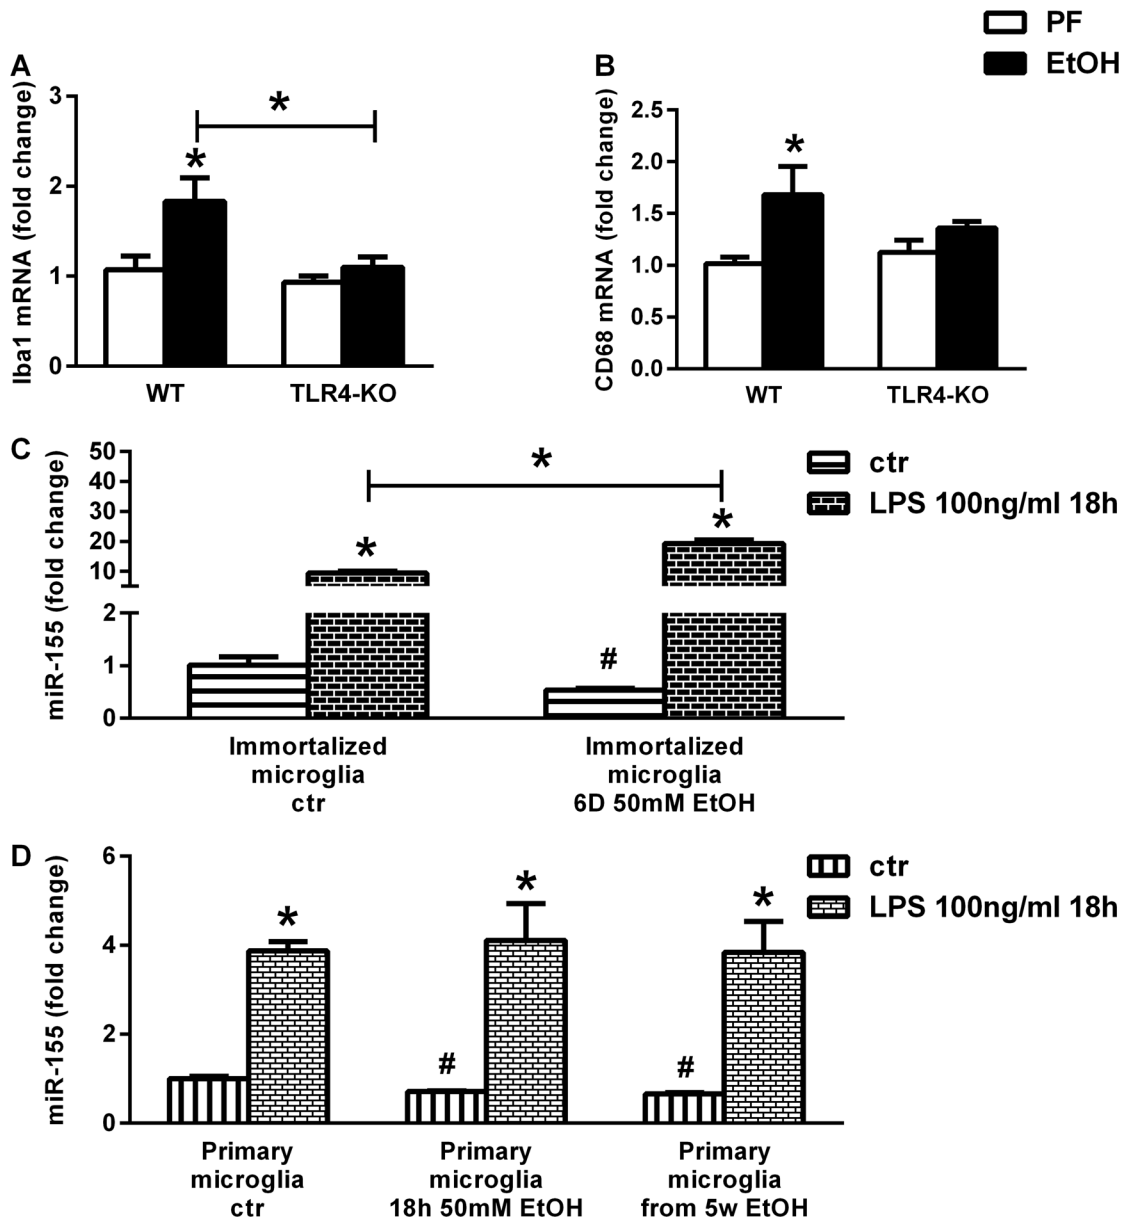 PF
EtOH
A
Iba1 mRNA (fold change)
3
2
1
0
*
*
WT
TLR4-KO
B
CD68 mRNA (fold change)
2.5
2.0
1.5
1.0
0.5
0.0
*
WT
TLR4-KO
C
miR-155 (fold change)
50
40
30
20
10
2
1
0
*
*
*
#
ctr
LPS 100ng/ml 18h
Immortalized
microglia
ctr
Immortalized
microglia
6D 50mM EtOH
D
miR-155 (fold change)
6
4
2
0
*
*
*
#
#
ctr
LPS 100ng/ml 18h
Primary
microglia
ctr
Primary
microglia
18h 50mM EtOH
Primary
microglia
from 5w EtOH